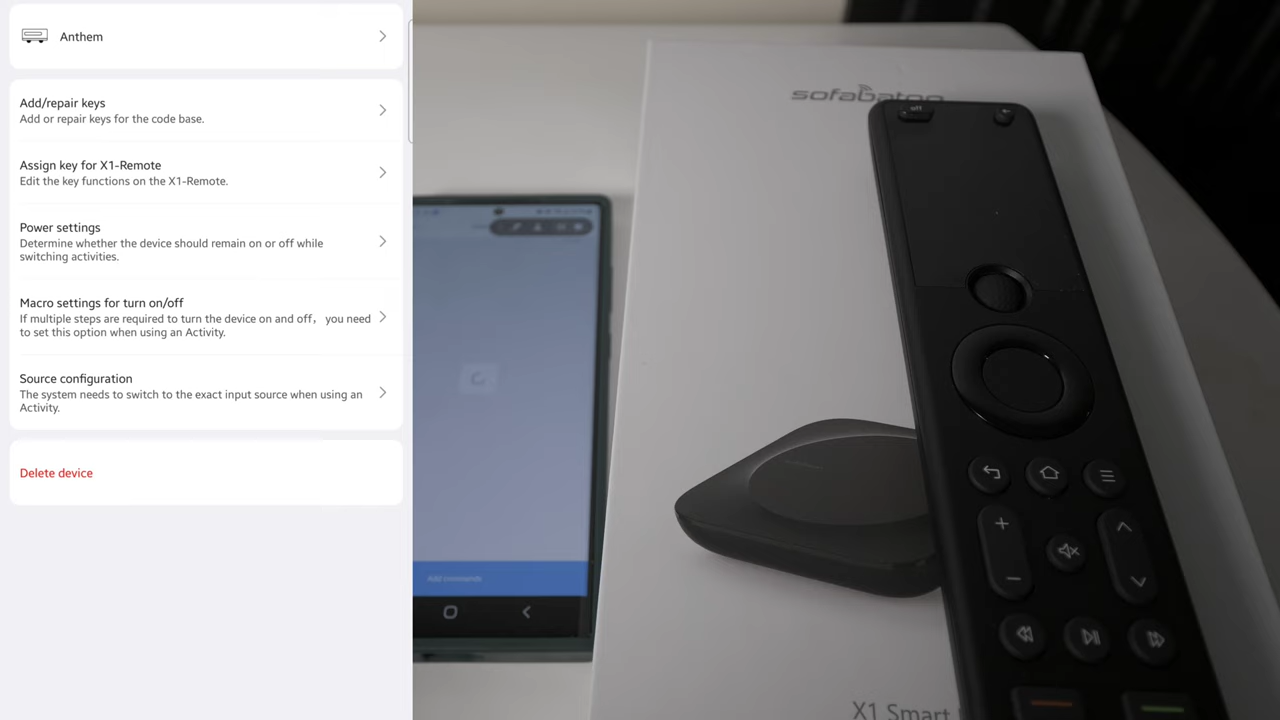 Anthem
Add/repair keys
Add or repair keys for the code base.
Assign key for X1-Remote
Edit the key functions on the X1-Remote.
Power settings
Determine whether the device should remain on or off while
switching activities.
Macro settings for turn on/off
If multiple steps are required to turn the device on and off， you need
to set this option when using an Activity.
Source configuration
The system needs to switch to the exact input source when using an
Activity.
Delete device
sofabaton
off
Add commands
X1 Smart